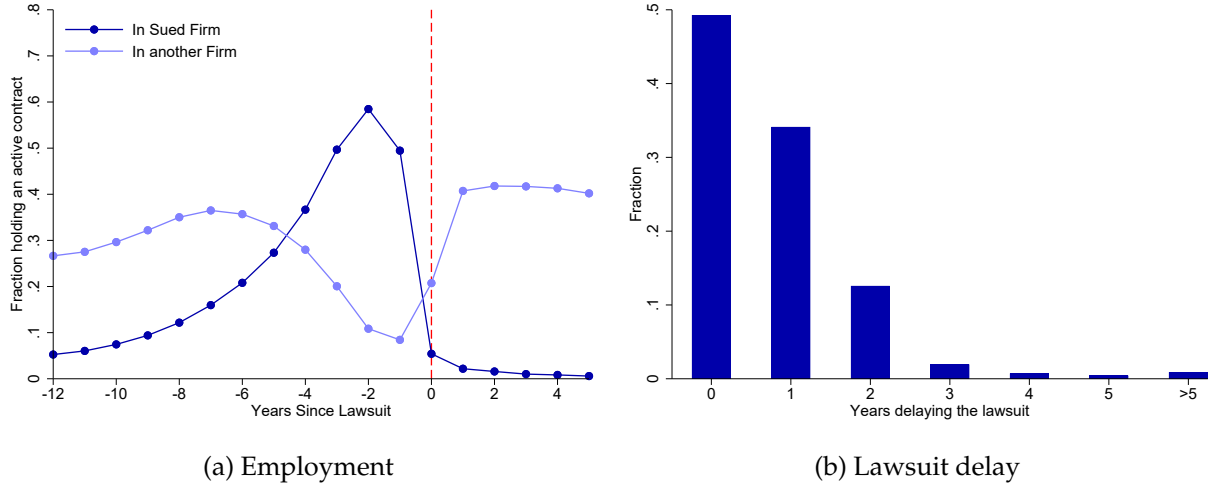 In Sued Firm
In another Firm
Fraction holding an active contract
0 .1 .2 .3 .4 .5 .6 .7 .8
-12 -10 -8 -6 -4 -2 0 2 4
Years Since Lawsuit
(a) Employment
Fraction
0 .1 .2 .3 .4 .5
0 1 2 3 4 5 >5
Years delaying the lawsuit
(b) Lawsuit delay